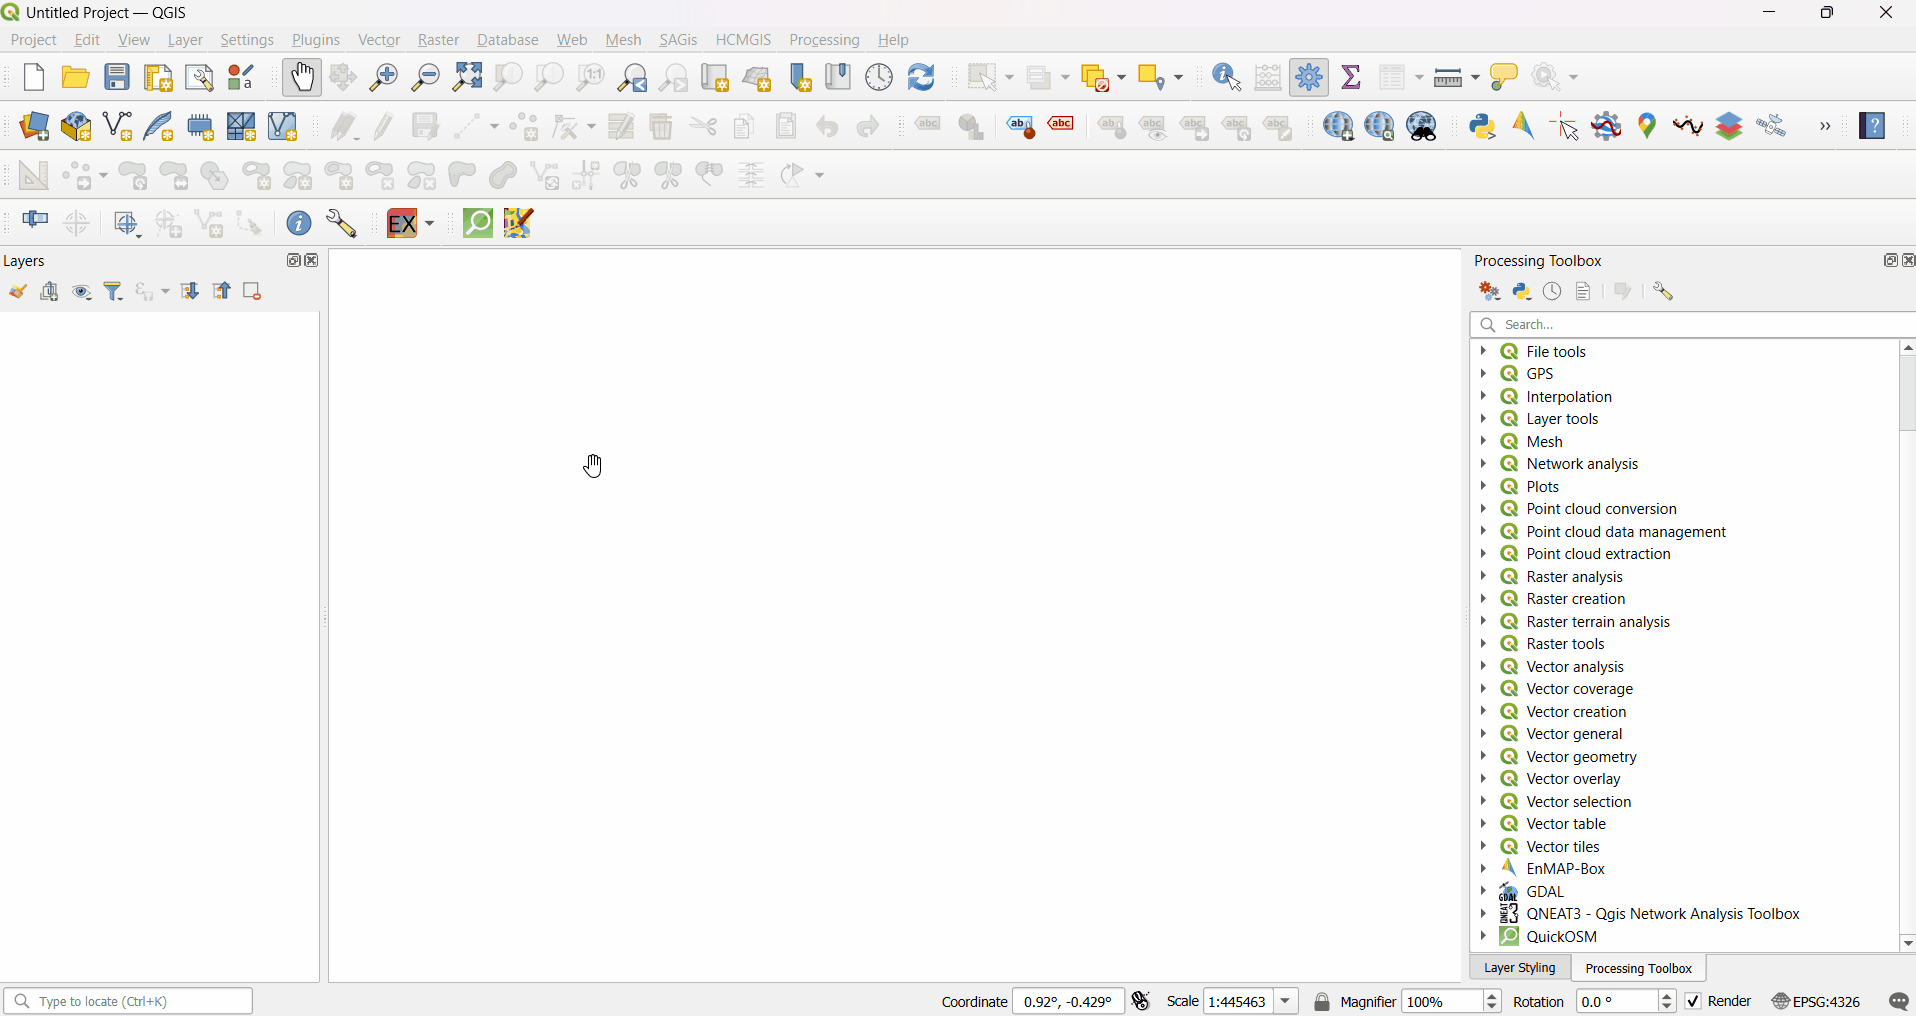 Untitled Project — QGIS
Project Edit View Layer Settings Plugins Vector Raster Database Web Mesh SAGis HCMGIS Processing Help
Layers
Processing Toolbox
Search...
File tools
GPS
Interpolation
Layer tools
Mesh
Network analysis
Plots
Point cloud conversion
Point cloud data management
Point cloud extraction
Raster analysis
Raster creation
Raster terrain analysis
Raster tools
Vector analysis
Vector coverage
Vector creation
Vector general
Vector geometry
Vector overlay
Vector selection
Vector table
Vector tiles
EnMAP-Box
GDAL
QNEAT3 - Qgis Network Analysis Toolbox
QuickOSM
Layer Styling Processing Toolbox
Type to locate (Ctrl+K) Coordinate 0.92°, -0.429° Scale 1:445463 Magnifier 100% Rotation 0.0 ° Render EPSG:4326